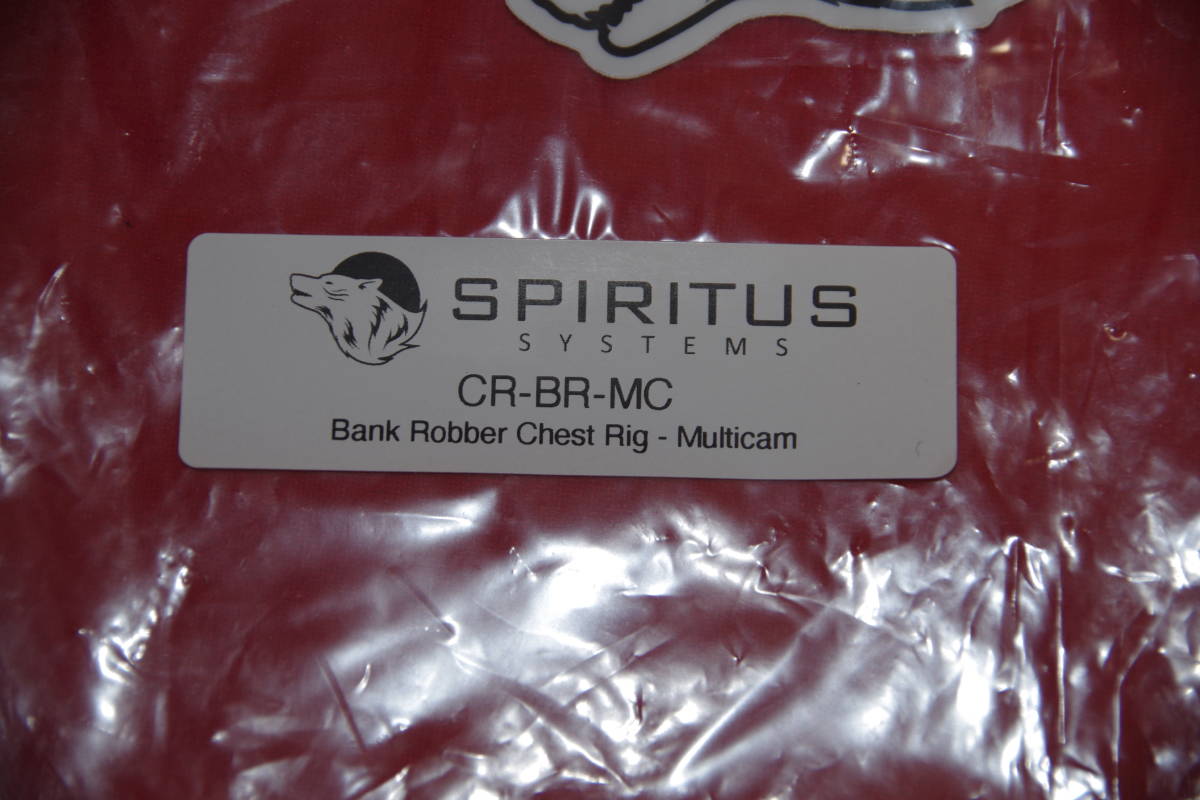 SPIRITUS
SYSTEMS
CR-BR-MC
Bank Robber Chest Rig - Multicam